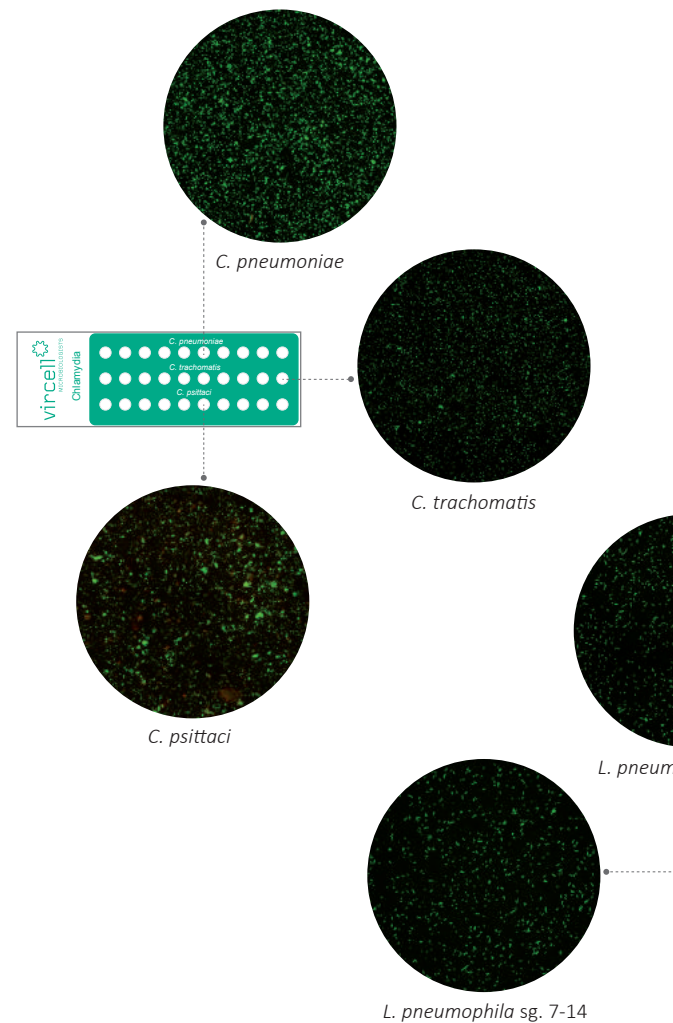 C. pneumoniae
vircell
MICROBIOLOGISTS
Chlamydia
C. pneumoniae
C. trachomatis
C. psittaci
C. trachomatis
C. psittaci
L. pneum
L. pneumophila sg. 7-14